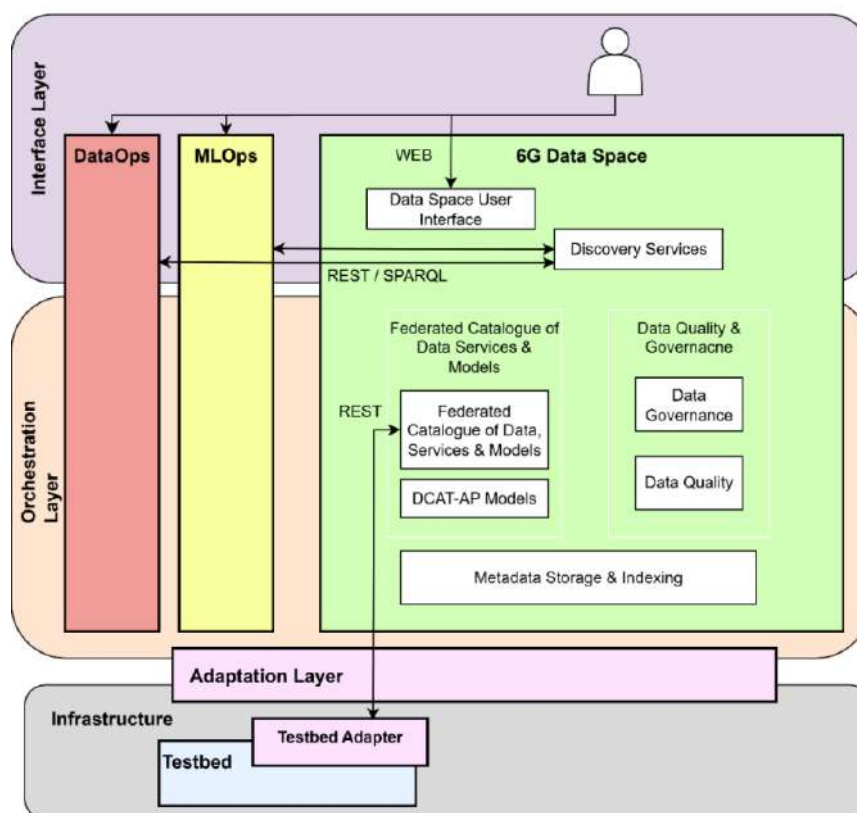 Interface Layer
DataOps
MLOps
WEB
6G Data Space
Data Space User
Interface
Discovery Services
REST / SPARQL
Orchestration
Layer
Federated Catalogue of
Data Services &
Models
Data Quality &
Governacne
REST
Federated
Catalogue of Data,
Services & Models
DCAT-AP Models
Data
Governance
Data Quality
Metadata Storage & Indexing
Adaptation Layer
Infrastructure
Testbed Adapter
Testbed